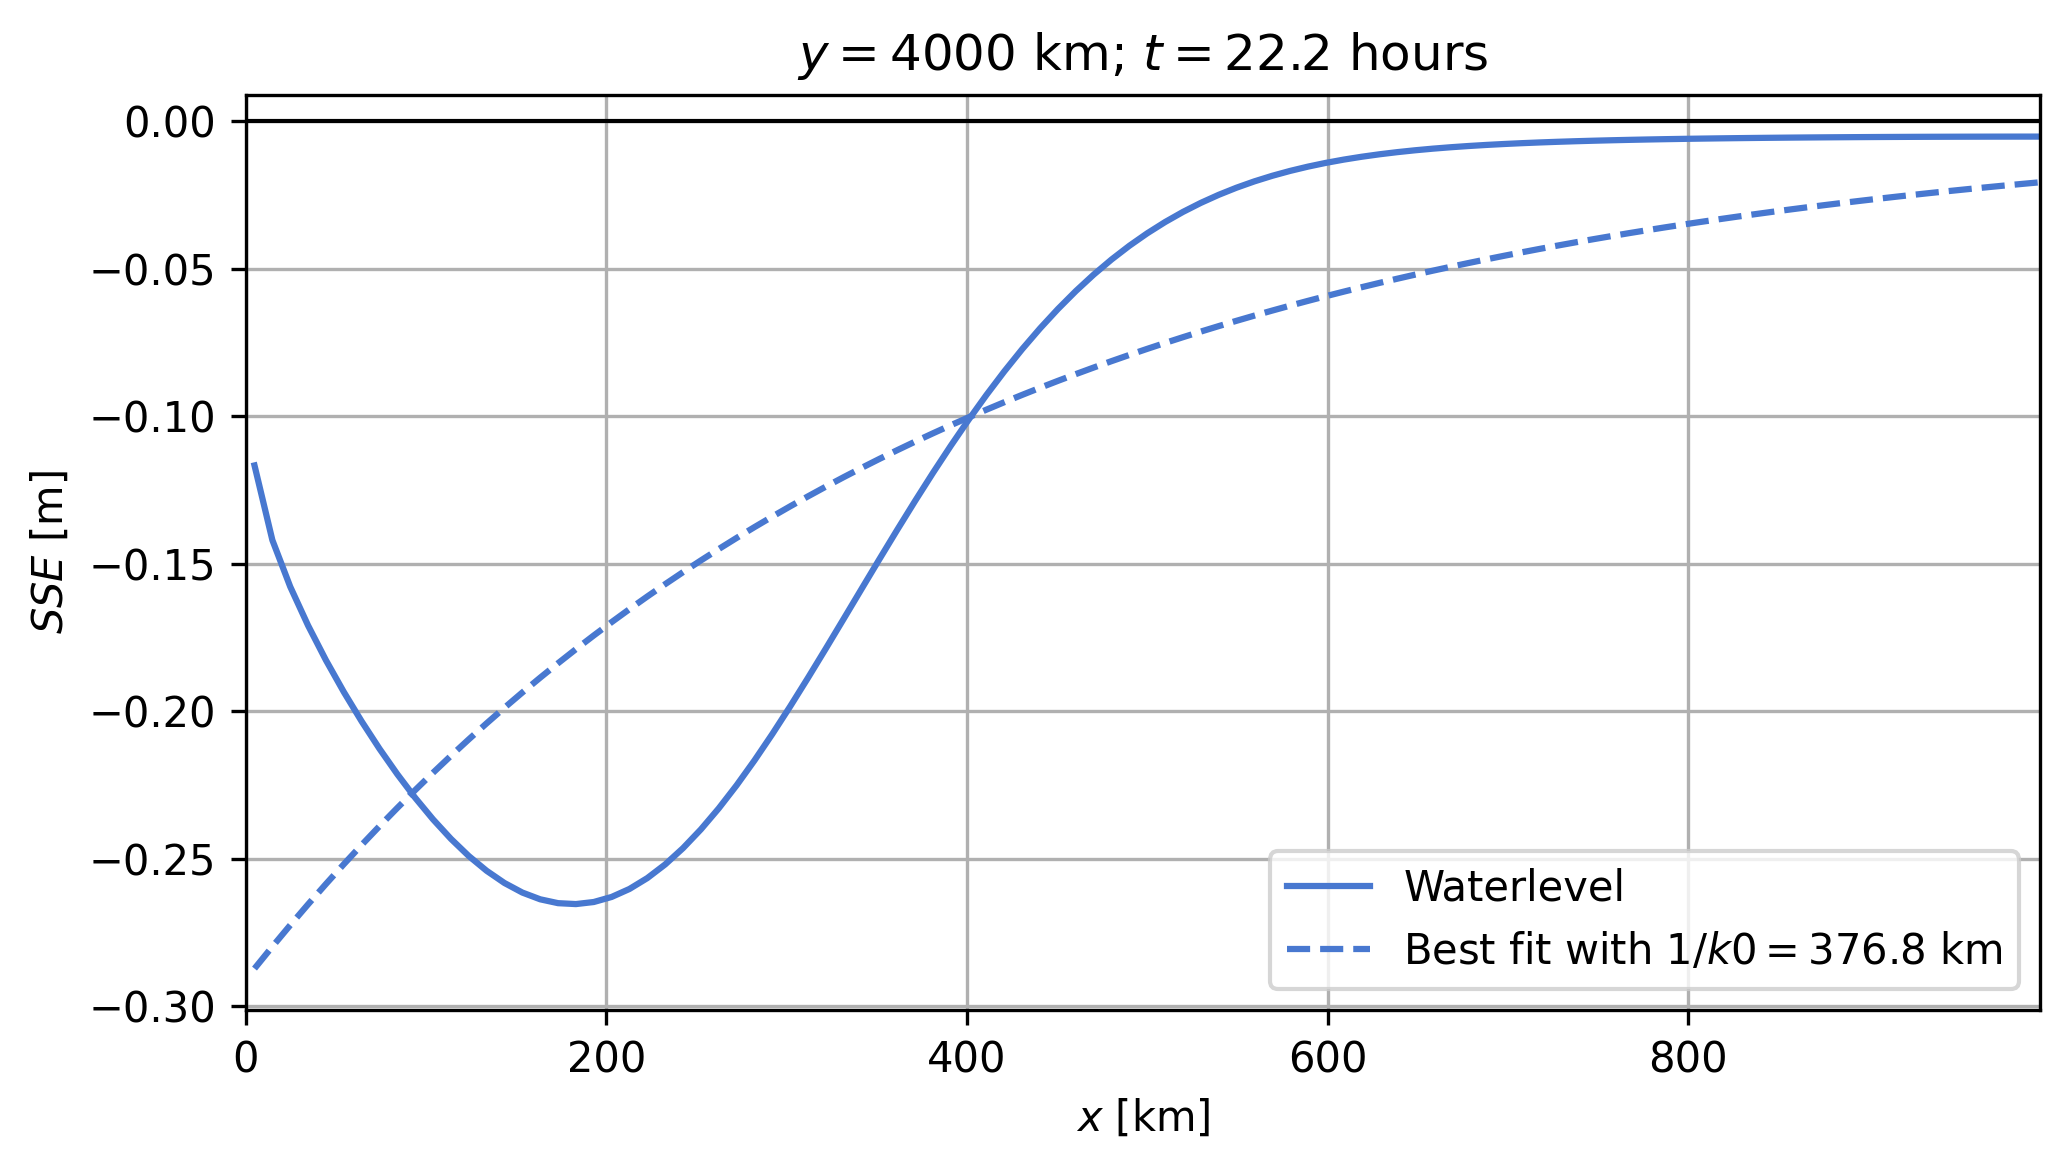 y = 4000 km; t = 22.2 hours
0.00
−0.05
−0.10
−0.15
−0.20
−0.25
−0.30
SSE [m]
Waterlevel
Best fit with 1/k0 = 376.8 km
0 200 400 600 800
x [km]